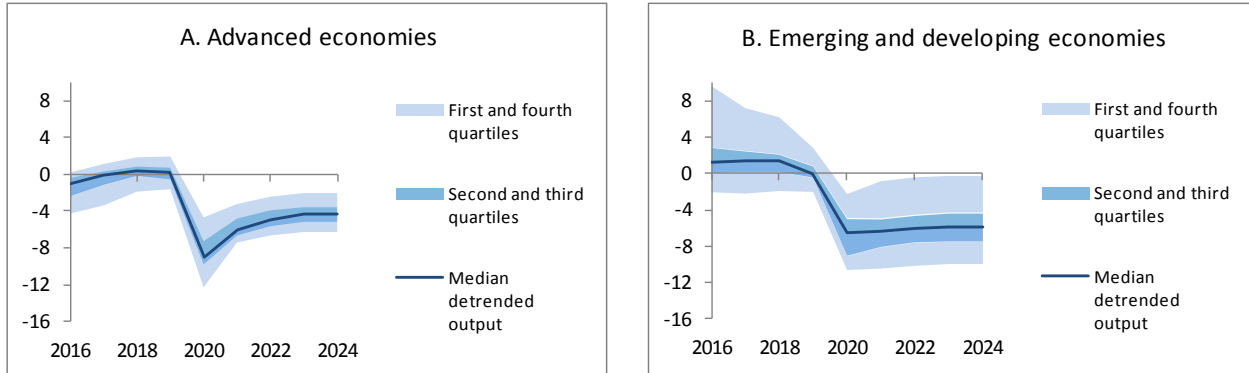 A. Advanced economies
8
4
0
-4
-8
-12
-16
2016 2018 2020 2022 2024
First and fourth
quartiles
Second and third
quartiles
Median
detrended
output
B. Emerging and developing economies
8
4
0
-4
-8
-12
-16
2016 2018 2020 2022 2024
First and fourth
quartiles
Second and third
quartiles
Median
detrended
output